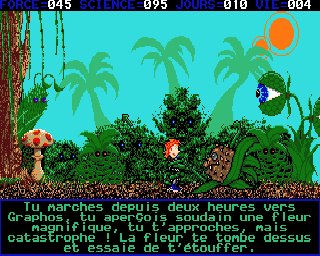 FORCE=045 SCIENCE=095 JOURS=010 VIE=004
Tu marches depuis deux heures vers
Graphos, tu aperçois soudain une fleur
magnifique, tu t'approches, mais
catastrophe ! La fleur te tombe dessus
et essaie de t'étouffer.